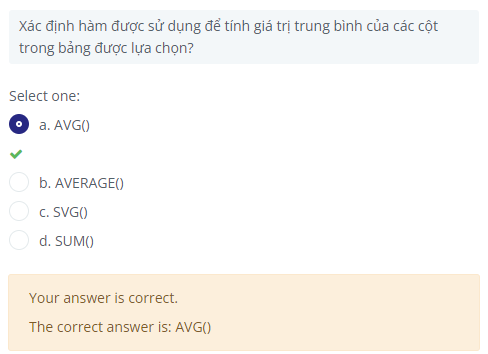 Xác định hàm được sử dụng để tính giá trị trung bình của các cột
trong bảng được lựa chọn?
Select one:
a. AVG()
b. AVERAGE()
c. SVG()
d. SUM()
Your answer is correct.
The correct answer is: AVG()